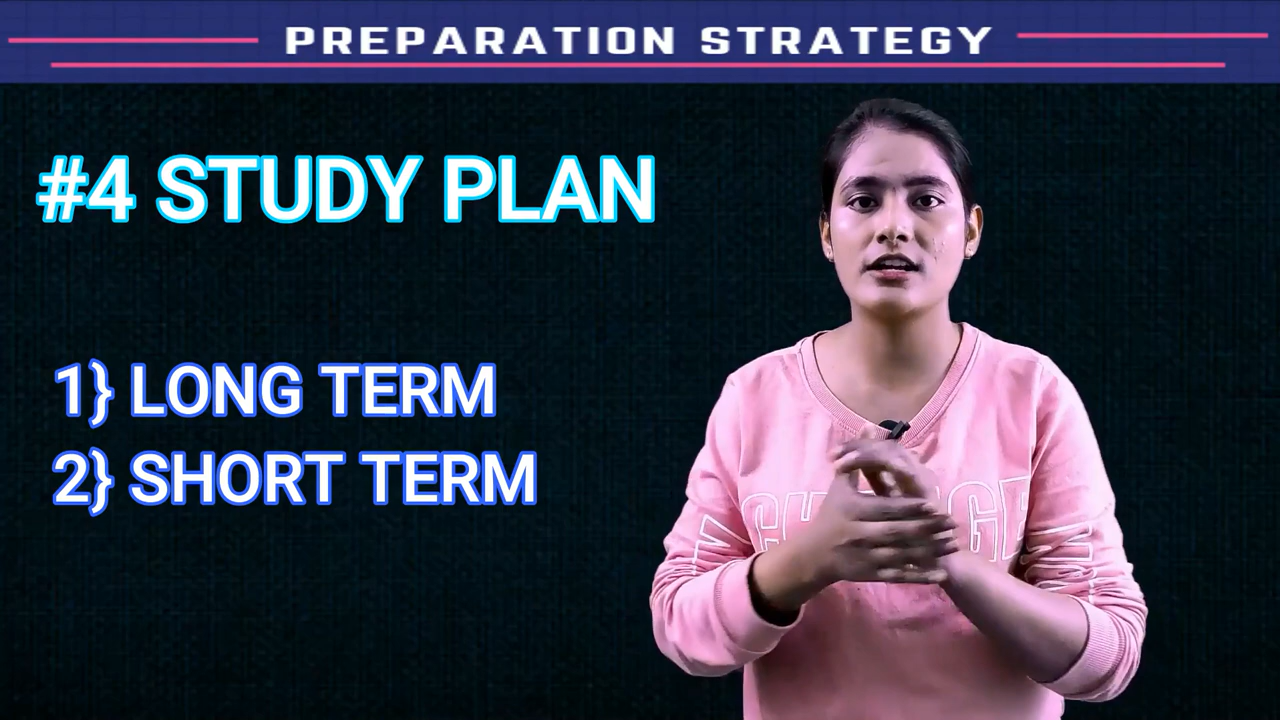 PREPARATION STRATEGY
#4 STUDY PLAN
1} LONG TERM
2} SHORT TERM